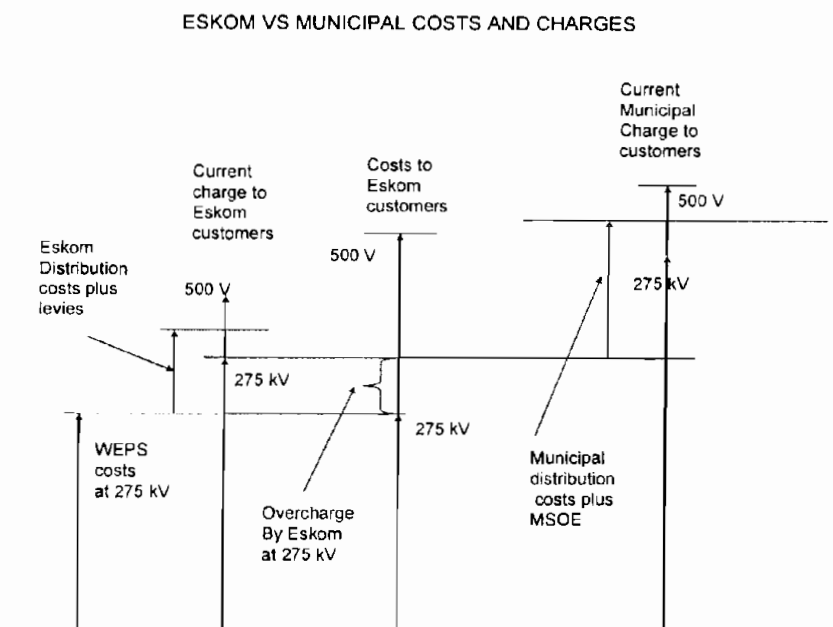 ESKOM VS MUNICIPAL COSTS AND CHARGES
Current
Municipal
Charge to
customers
500 V
275 kV
Costs to
Eskom
customers
500 V
Current
charge to
Eskom
customers
500 V
Eskom
Distribution
costs plus
levies
275 kV
275 kV
WEPS
costs
at 275 kV
Overcharge
By Eskom
at 275 kV
Municipal
distribution
costs plus
MSOE